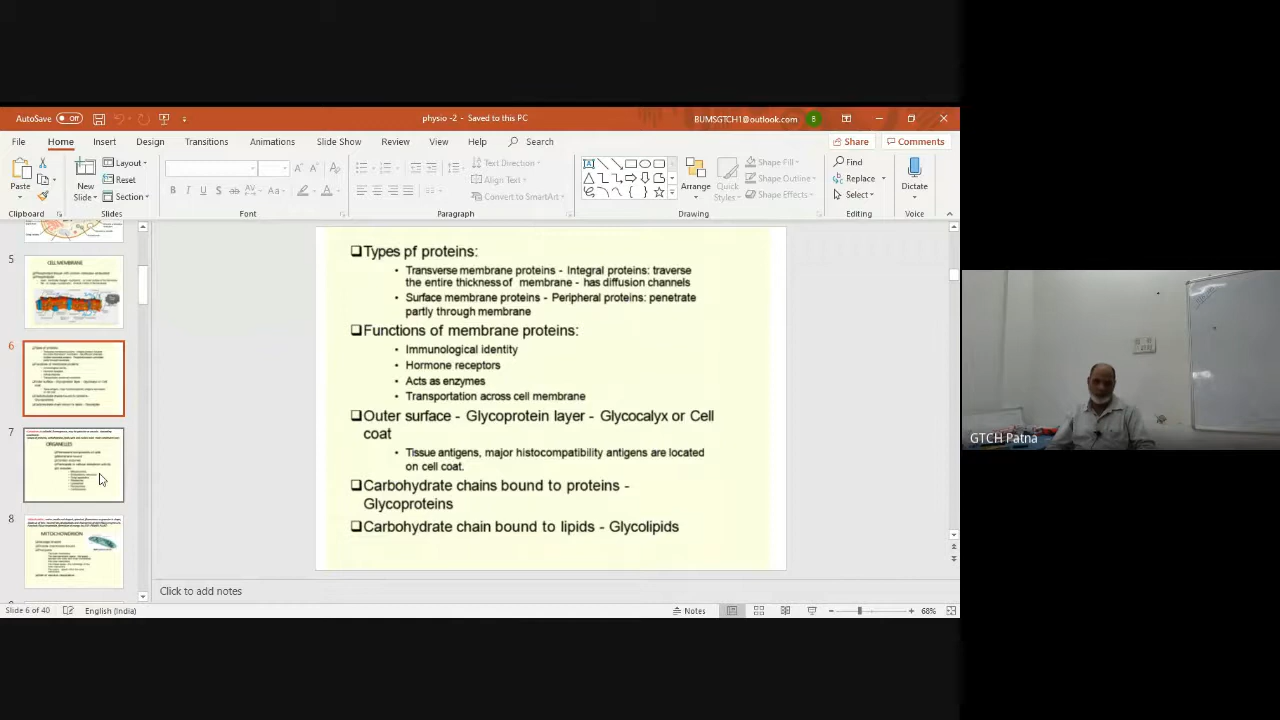 AutoSave Off
physio -2 - Saved to this PC
BUMSGTCH1@outlook.com B
File Home Insert Design Transitions Animations Slide Show Review View Help Search
Share Comments
Paste
New Slide
Layout
Reset
Section
Text Direction
Align Text
Convert to SmartArt
Arrange
Quick Styles
Shape Fill
Shape Outline
Shape Effects
Find
Replace
Select
Dictate
Clipboard Slides Font Paragraph Drawing Editing Voice
5
CELL MEMBRANE
6
7
ORGANELLES
8
MITOCHONDRION
Types pf proteins:
Transverse membrane proteins - Integral proteins: traverse
the entire thickness of membrane - has diffusion channels
Surface membrane proteins - Peripheral proteins: penetrate
partly through membrane
Functions of membrane proteins:
Immunological identity
Hormone receptors
Acts as enzymes
Transportation across cell membrane
Outer surface - Glycoprotein layer - Glycocalyx or Cell
coat
Tissue antigens, major histocompatibility antigens are located
on cell coat.
Carbohydrate chains bound to proteins -
Glycoproteins
Carbohydrate chain bound to lipids - Glycolipids
Click to add notes
Slide 6 of 40 English (India)
Notes
68%
GTCH Patna